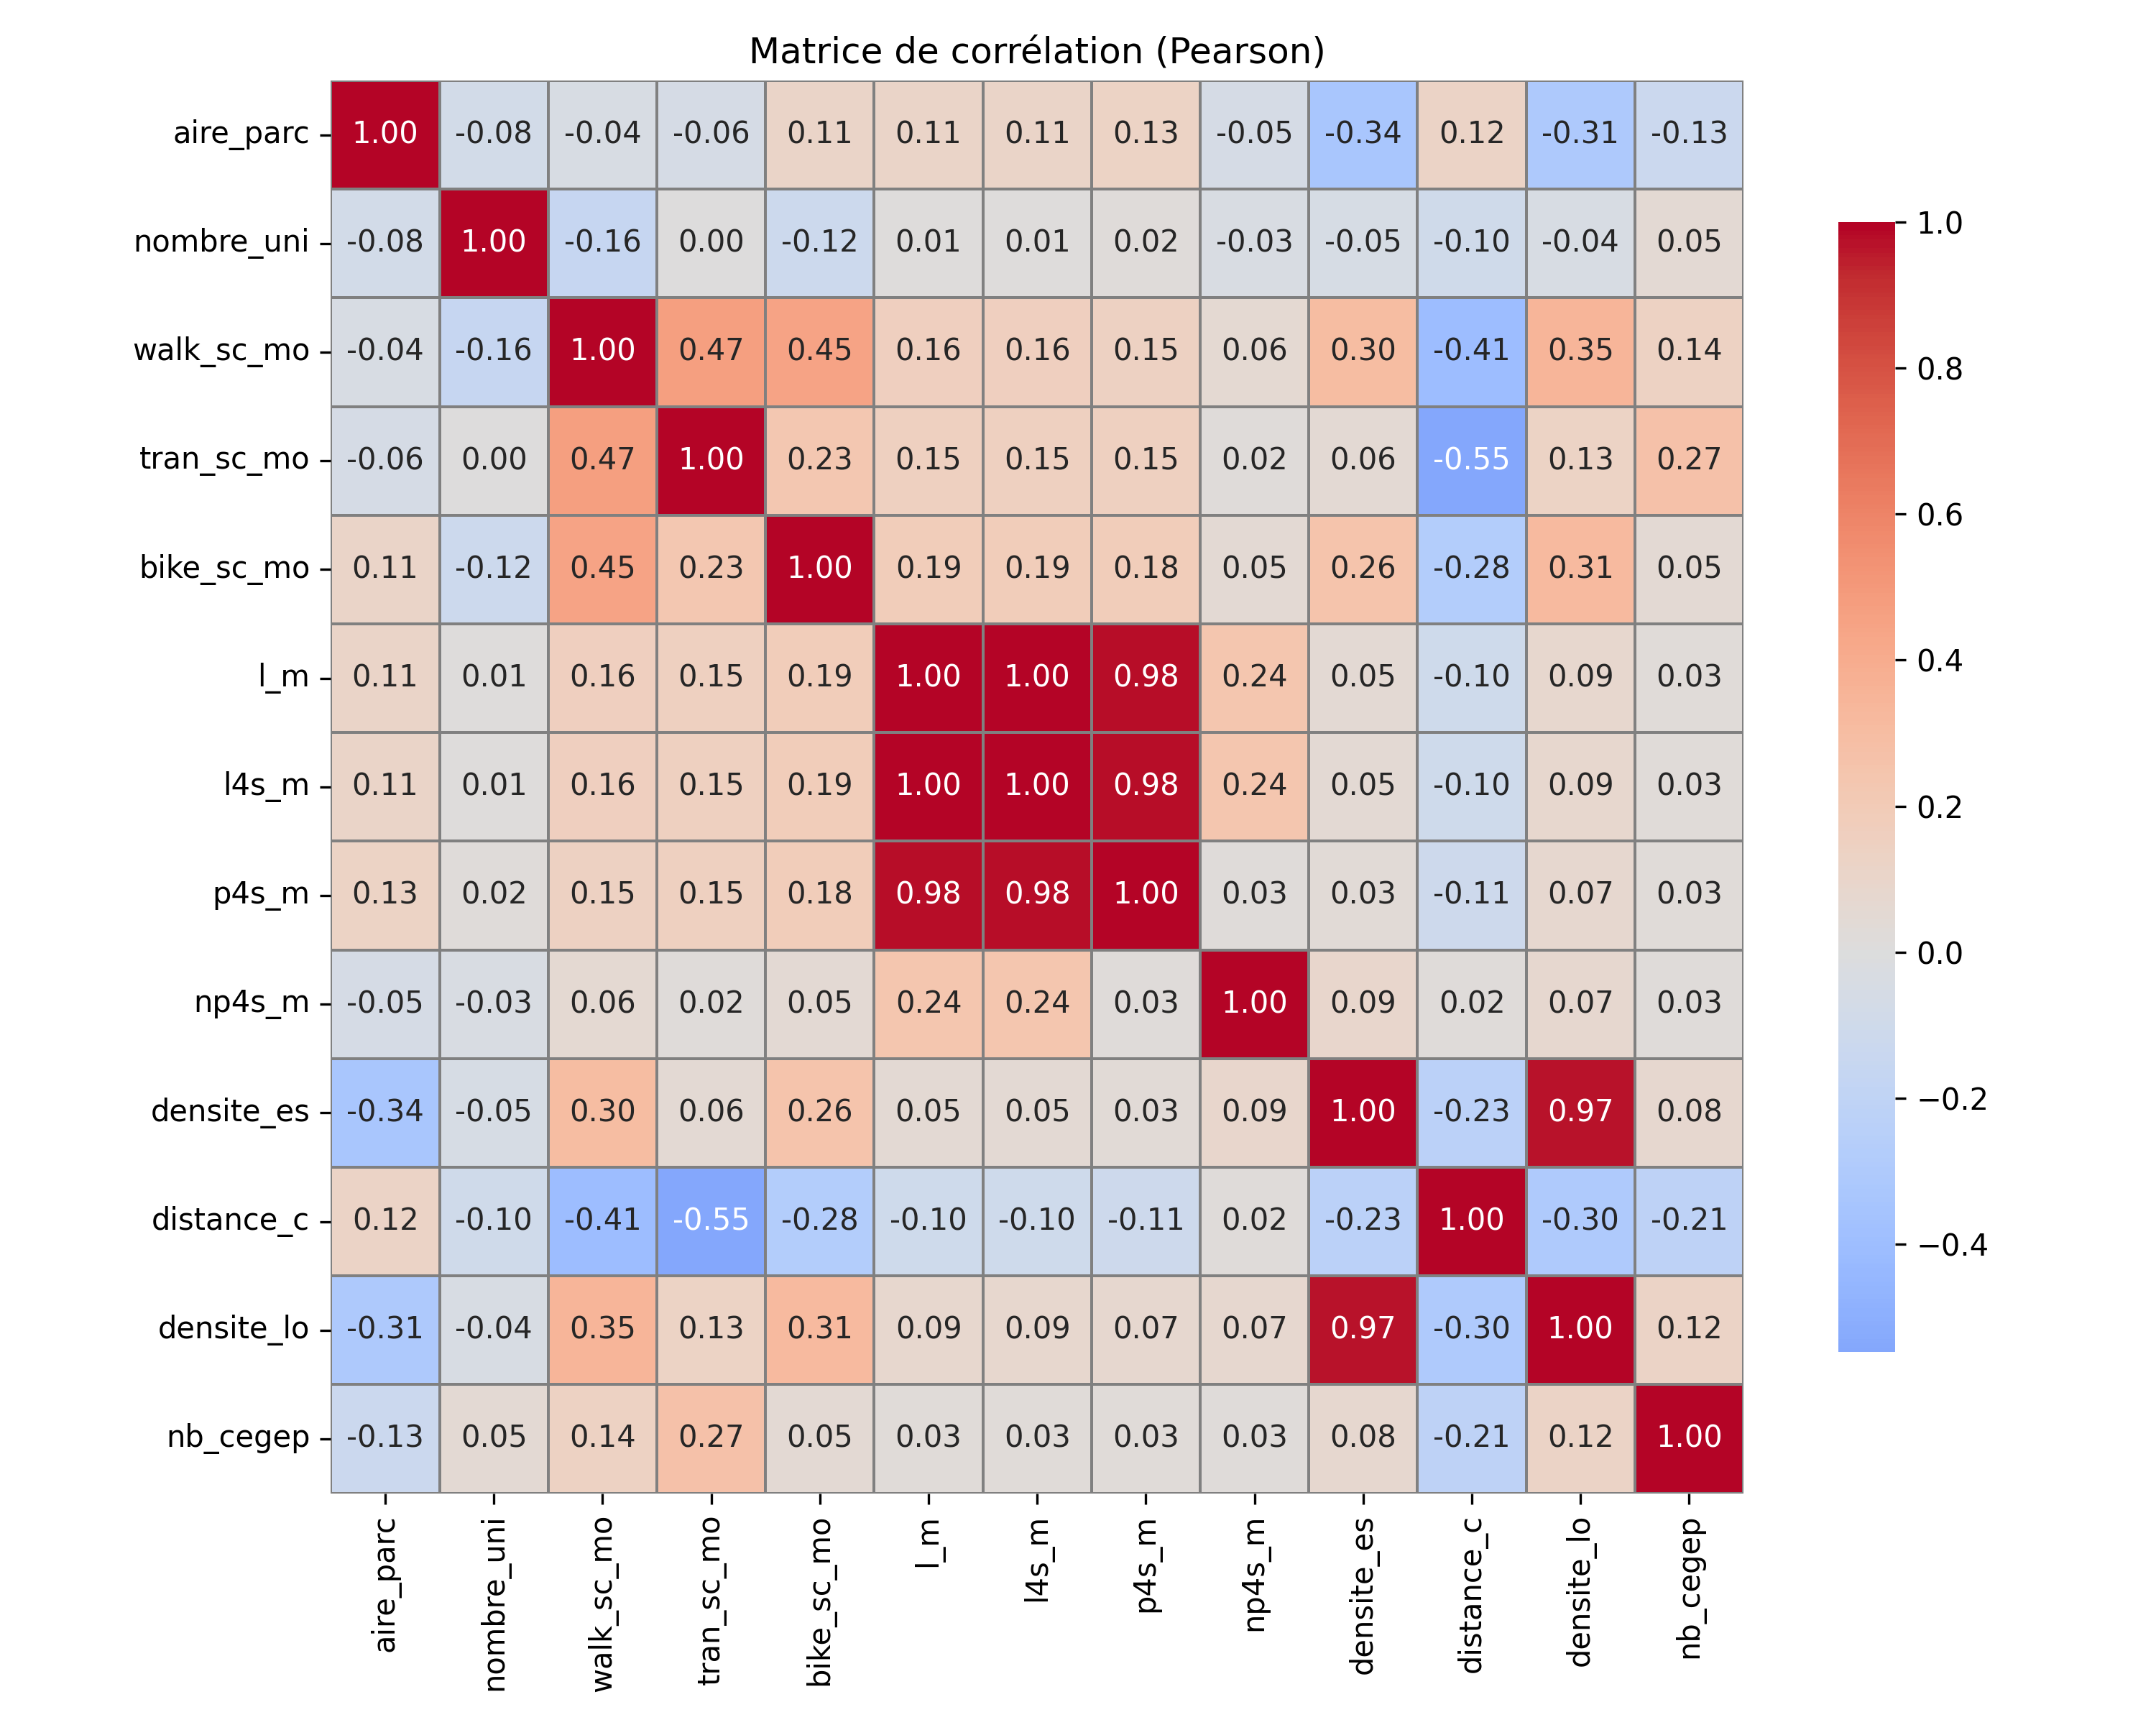 Matrice de corrélation (Pearson)
aire_parc 1.00 -0.08 -0.04 -0.06 0.11 0.11 0.11 0.13 -0.05 -0.34 0.12 -0.31 -0.13
nombre_uni -0.08 1.00 -0.16 0.00 -0.12 0.01 0.01 0.02 -0.03 -0.05 -0.10 -0.04 0.05
walk_sc_mo -0.04 -0.16 1.00 0.47 0.45 0.16 0.16 0.15 0.06 0.30 -0.41 0.35 0.14
tran_sc_mo -0.06 0.00 0.47 1.00 0.23 0.15 0.15 0.15 0.02 0.06 -0.55 0.13 0.27
bike_sc_mo 0.11 -0.12 0.45 0.23 1.00 0.19 0.19 0.18 0.05 0.26 -0.28 0.31 0.05
l_m 0.11 0.01 0.16 0.15 0.19 1.00 1.00 0.98 0.24 0.05 -0.10 0.09 0.03
l4s_m 0.11 0.01 0.16 0.15 0.19 1.00 1.00 0.98 0.24 0.05 -0.10 0.09 0.03
p4s_m 0.13 0.02 0.15 0.15 0.18 0.98 0.98 1.00 0.03 0.03 -0.11 0.07 0.03
np4s_m -0.05 -0.03 0.06 0.02 0.05 0.24 0.24 0.03 1.00 0.09 0.02 0.07 0.03
densite_es -0.34 -0.05 0.30 0.06 0.26 0.05 0.05 0.03 0.09 1.00 -0.23 0.97 0.08
distance_c 0.12 -0.10 -0.41 -0.55 -0.28 -0.10 -0.10 -0.11 0.02 -0.23 1.00 -0.30 -0.21
densite_lo -0.31 -0.04 0.35 0.13 0.31 0.09 0.09 0.07 0.07 0.97 -0.30 1.00 0.12
nb_cegep -0.13 0.05 0.14 0.27 0.05 0.03 0.03 0.03 0.03 0.08 -0.21 0.12 1.00
aire_parc nombre_uni walk_sc_mo tran_sc_mo bike_sc_mo l_m l4s_m p4s_m np4s_m densite_es distance_c densite_lo nb_cegep
1.0
0.8
0.6
0.4
0.2
0.0
−0.2
−0.4